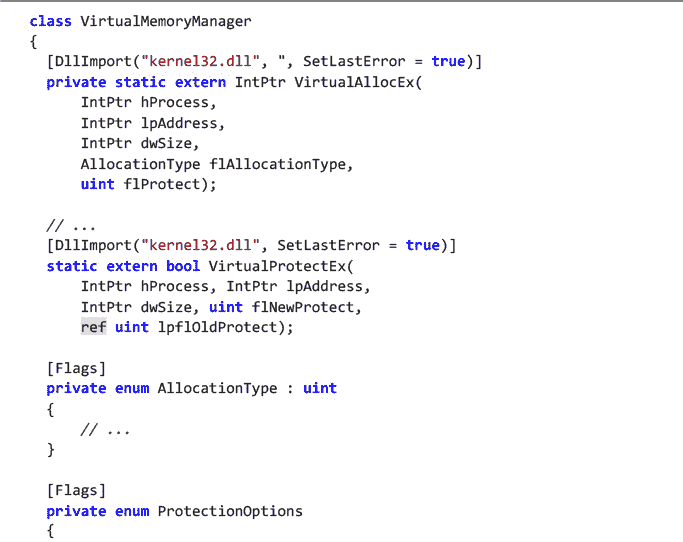 class VirtualMemoryManager
{
[DllImport("kernel32.dll", ", SetLastError = true)]
private static extern IntPtr VirtualAllocEx(
IntPtr hProcess,
IntPtr lpAddress,
IntPtr dwSize,
AllocationType flAllocationType,
uint flProtect);
// ...
[DllImport("kernel32.dll", SetLastError = true)]
static extern bool VirtualProtectEx(
IntPtr hProcess, IntPtr lpAddress,
IntPtr dwSize, uint flNewProtect,
ref uint lpflOldProtect);
[Flags]
private enum AllocationType : uint
{
// ...
}
[Flags]
private enum ProtectionOptions
{